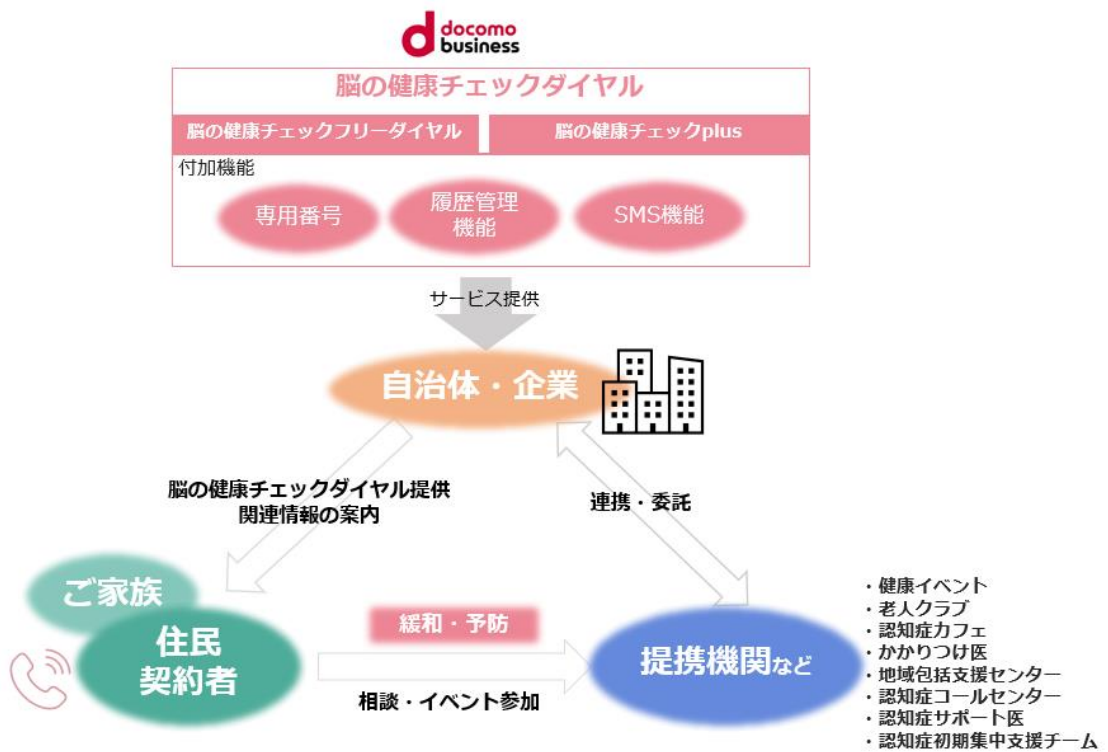 docomo
business
脳の健康チェックダイヤル
脳の健康チェックフリーダイヤル
脳の健康チェックplus
付加機能
専用番号
履歴管理
機能
SMS機能
サービス提供
自治体・企業
脳の健康チェックダイヤル提供
関連情報の案内
連携・委託
ご家族
住民
契約者
緩和・予防
相談・イベント参加
提携機関など
・健康イベント
・老人クラブ
・認知症カフェ
・かかりつけ医
・地域包括支援センター
・認知症コールセンター
・認知症サポート医
・認知症初期集中支援チーム